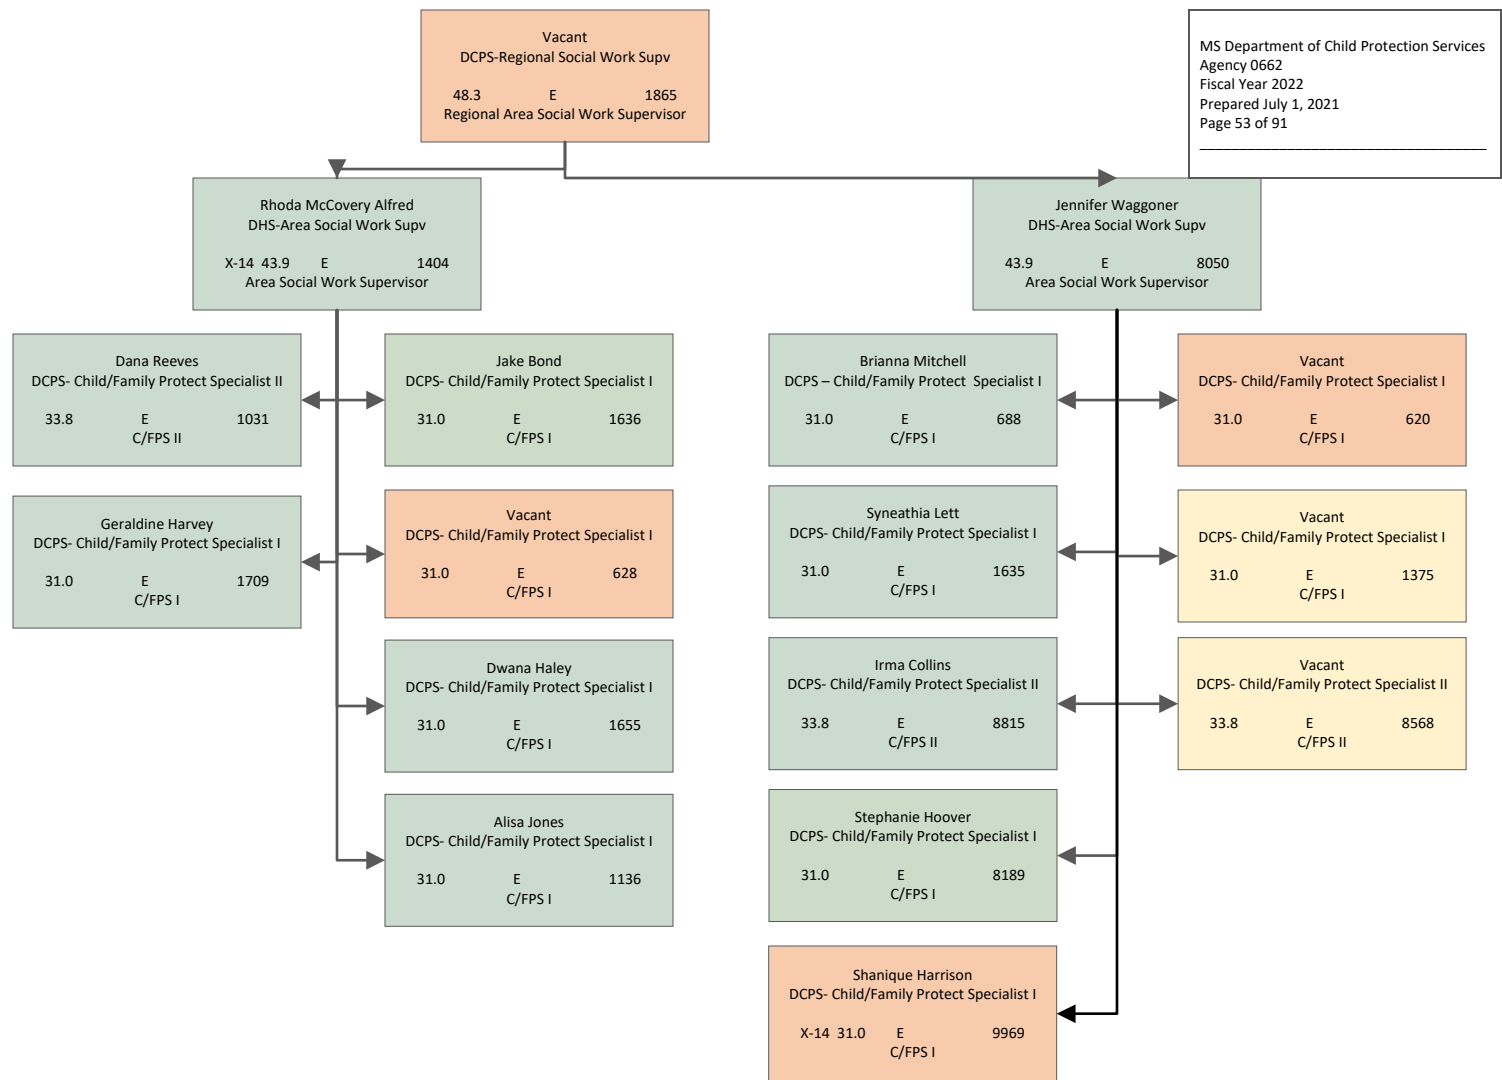 Vacant
DCPS-Regional Social Work Supv
48.3 E 1865
Regional Area Social Work Supervisor
MS Department of Child Protection Services
Agency 0662
Fiscal Year 2022
Prepared July 1, 2021
Page 53 of 91
Rhoda McCovery Alfred
DHS-Area Social Work Supv
X-14 43.9 E 1404
Area Social Work Supervisor
Jennifer Waggoner
DHS-Area Social Work Supv
43.9 E 8050
Area Social Work Supervisor
Dana Reeves
DCPS- Child/Family Protect Specialist II
33.8 E 1031
C/FPS II
Jake Bond
DCPS- Child/Family Protect Specialist I
31.0 E 1636
C/FPS I
Brianna Mitchell
DCPS – Child/Family Protect Specialist I
31.0 E 688
C/FPS I
Vacant
DCPS- Child/Family Protect Specialist I
31.0 E 620
C/FPS I
Geraldine Harvey
DCPS- Child/Family Protect Specialist I
31.0 E 1709
C/FPS I
Vacant
DCPS- Child/Family Protect Specialist I
31.0 E 628
C/FPS I
Syneathia Lett
DCPS- Child/Family Protect Specialist I
31.0 E 1635
C/FPS I
Vacant
DCPS- Child/Family Protect Specialist I
31.0 E 1375
C/FPS I
Dwana Haley
DCPS- Child/Family Protect Specialist I
31.0 E 1655
C/FPS I
Irma Collins
DCPS- Child/Family Protect Specialist II
33.8 E 8815
C/FPS II
Vacant
DCPS- Child/Family Protect Specialist II
33.8 E 8568
C/FPS II
Alisa Jones
DCPS- Child/Family Protect Specialist I
31.0 E 1136
C/FPS I
Stephanie Hoover
DCPS- Child/Family Protect Specialist I
31.0 E 8189
C/FPS I
Shanique Harrison
DCPS- Child/Family Protect Specialist I
X-14 31.0 E 9969
C/FPS I